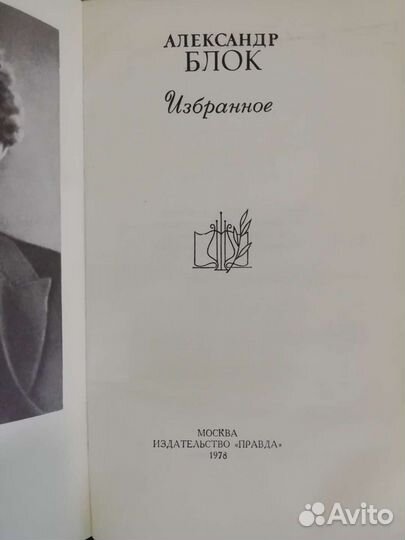 АЛЕКСАНДР
БЛОК
Избранное
МОСКВА
ИЗДАТЕЛЬСТВО «ПРАВДА»
1978
Avito